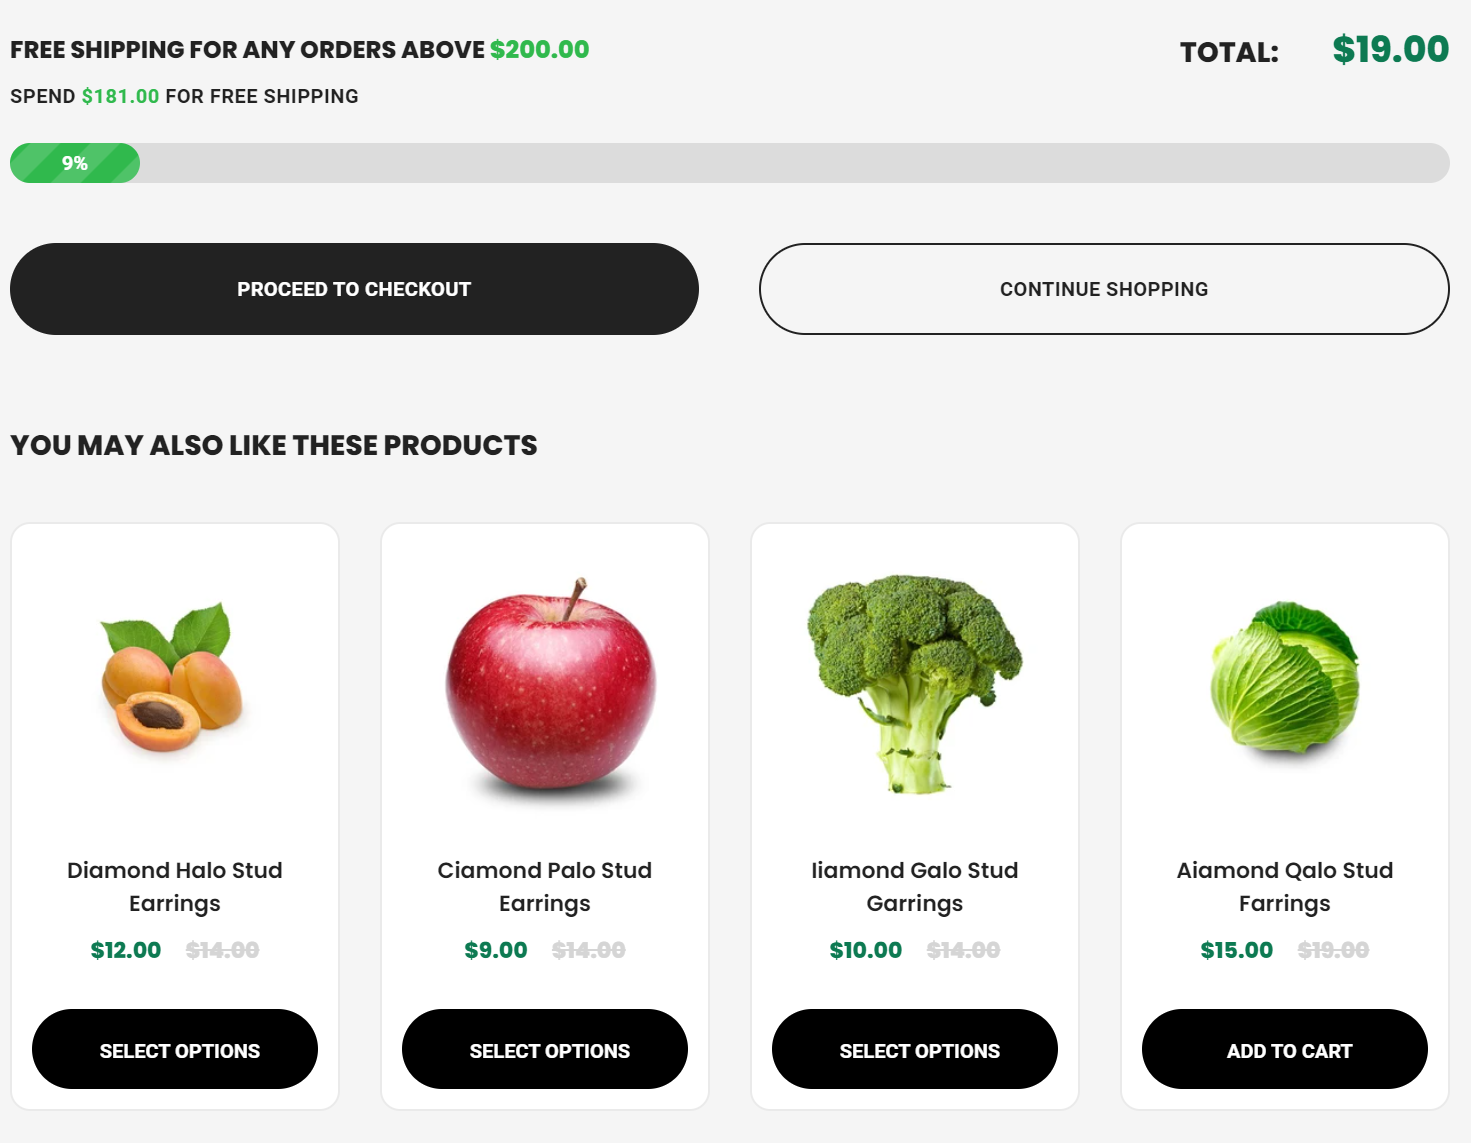 FREE SHIPPING FOR ANY ORDERS ABOVE $200.00
TOTAL: $19.00
SPEND $181.00 FOR FREE SHIPPING
9%
PROCEED TO CHECKOUT
CONTINUE SHOPPING
YOU MAY ALSO LIKE THESE PRODUCTS
Diamond Halo Stud
Earrings
$12.00 $14.00
SELECT OPTIONS
Ciamond Palo Stud
Earrings
$9.00 $14.00
SELECT OPTIONS
Iiamond Galo Stud
Garrings
$10.00 $14.00
SELECT OPTIONS
Aiamond Qalo Stud
Farrings
$15.00 $19.00
ADD TO CART